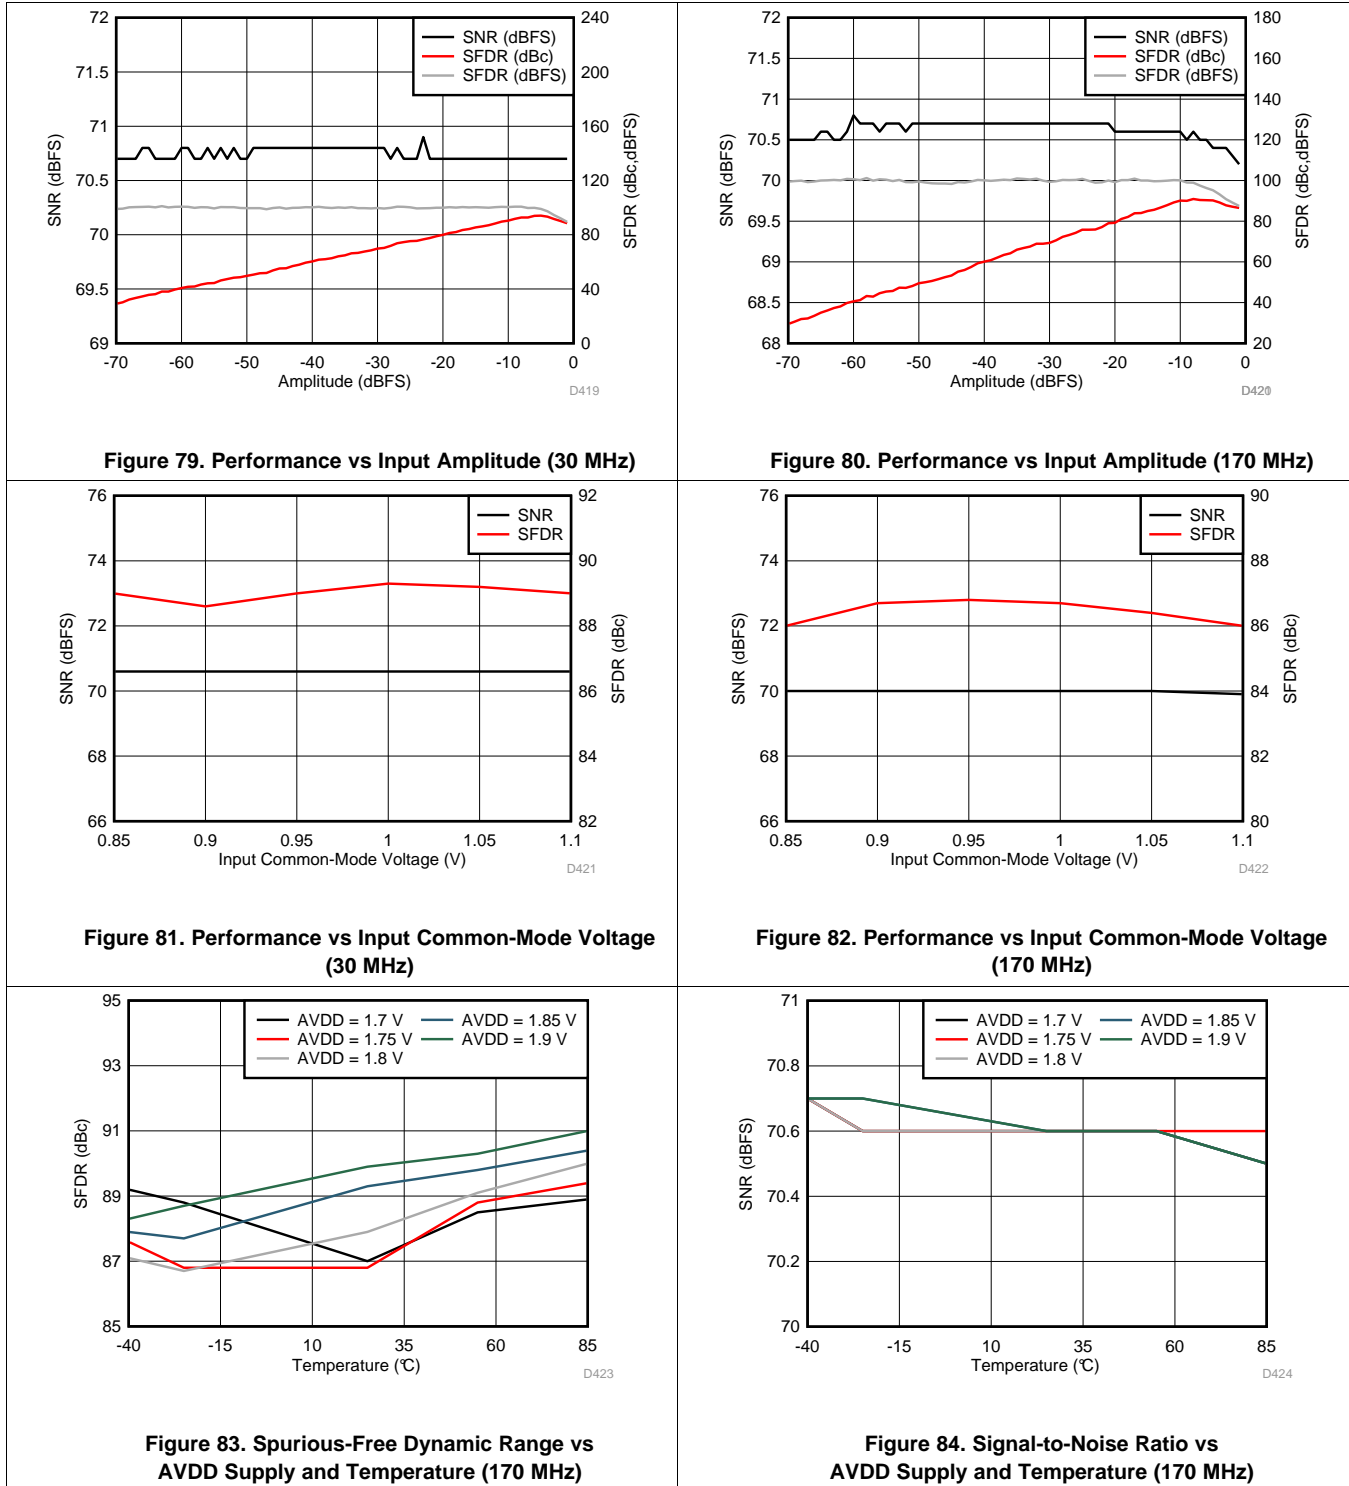 72
71.5
71
70.5
70
69.5
69
240
200
160
120
80
40
0
-70 -60 -50 -40 -30 -20 -10 0
SNR (dBFS)
SFDR (dBc,dBFS)
Amplitude (dBFS)
SNR (dBFS)
SFDR (dBc)
SFDR (dBFS)
D419
Figure 79. Performance vs Input Amplitude (30 MHz)
72
71.5
71
70.5
70
69.5
69
68.5
68
180
160
140
120
100
80
60
40
20
-70 -60 -50 -40 -30 -20 -10 0
SNR (dBFS)
SFDR (dBc,dBFS)
Amplitude (dBFS)
SNR (dBFS)
SFDR (dBc)
SFDR (dBFS)
Figure 80. Performance vs Input Amplitude (170 MHz)
76
74
72
70
68
66
92
90
88
86
84
82
0.85 0.9 0.95 1 1.05 1.1
SNR (dBFS)
SFDR (dBc)
Input Common-Mode Voltage (V)
SNR
SFDR
D421
Figure 81. Performance vs Input Common-Mode Voltage
(30 MHz)
76
74
72
70
68
66
90
88
86
84
82
80
0.85 0.9 0.95 1 1.05 1.1
SNR (dBFS)
SFDR (dBc)
Input Common-Mode Voltage (V)
SNR
SFDR
D422
Figure 82. Performance vs Input Common-Mode Voltage
(170 MHz)
95
93
91
89
87
85
-40 -15 10 35 60 85
SFDR (dBc)
Temperature (°C)
AVDD = 1.7 V
AVDD = 1.75 V
AVDD = 1.8 V
AVDD = 1.85 V
AVDD = 1.9 V
D423
Figure 83. Spurious-Free Dynamic Range vs
AVDD Supply and Temperature (170 MHz)
71
70.8
70.6
70.4
70.2
70
-40 -15 10 35 60 85
SNR (dBFS)
Temperature (°C)
AVDD = 1.7 V
AVDD = 1.75 V
AVDD = 1.8 V
AVDD = 1.85 V
AVDD = 1.9 V
D424
Figure 84. Signal-to-Noise Ratio vs
AVDD Supply and Temperature (170 MHz)